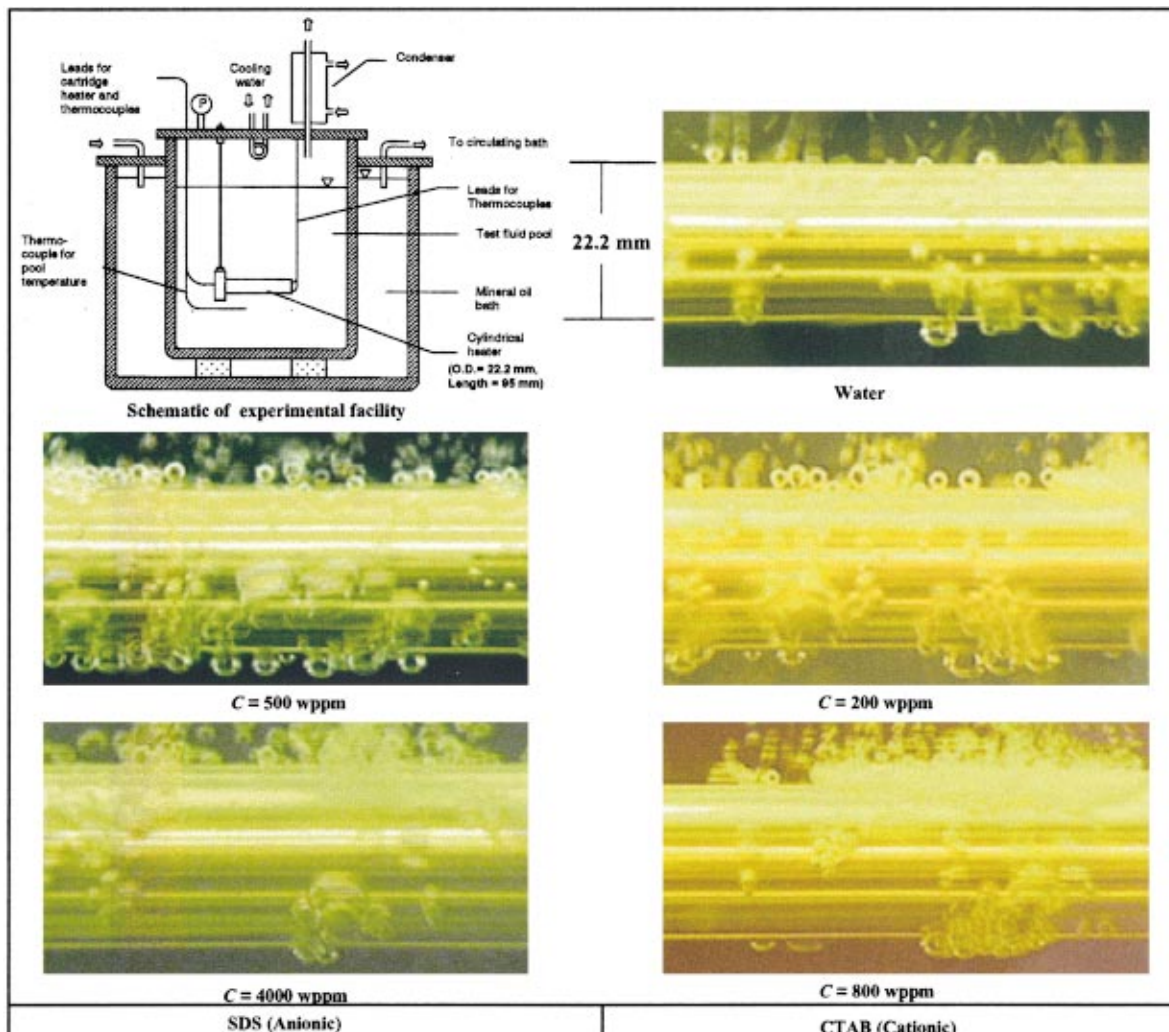 Leads for
cartridge
heater and
thermocouples
P
Cooling
water
Condenser
To circulating bath
Leads for
Thermocouples
Test fluid pool
Thermo-
couple for
pool
temperature
Mineral oil
bath
Cylindrical
heater
(O.D.= 22.2 mm,
Length = 95 mm)
Schematic of experimental facility
22.2 mm
Water
C = 500 wppm
C = 200 wppm
C = 4000 wppm
C = 800 wppm
SDS (Anionic)
CTAB (Cationic)